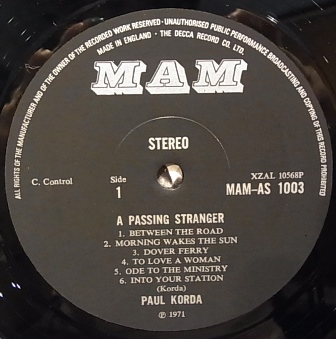 ALL RIGHTS OF THE MANUFACTURER AND OF THE OWNER OF THE RECORDED WORK RESERVED · UNAUTHORISED PUBLIC PERFORMANCE BROADCASTING AND COPYING OF THIS RECORD PROHIBITED
MADE IN ENGLAND · THE DECCA RECORD CO. LTD.
MAM
STEREO
C. Control
Side
1
XZAL 10568P
MAM–AS 1003
A PASSING STRANGER
1. BETWEEN THE ROAD
2. MORNING WAKES THE SUN
3. DOVER FERRY
4. TO LOVE A WOMAN
5. ODE TO THE MINISTRY
6. INTO YOUR STATION
(Korda)
PAUL KORDA
℗ 1971